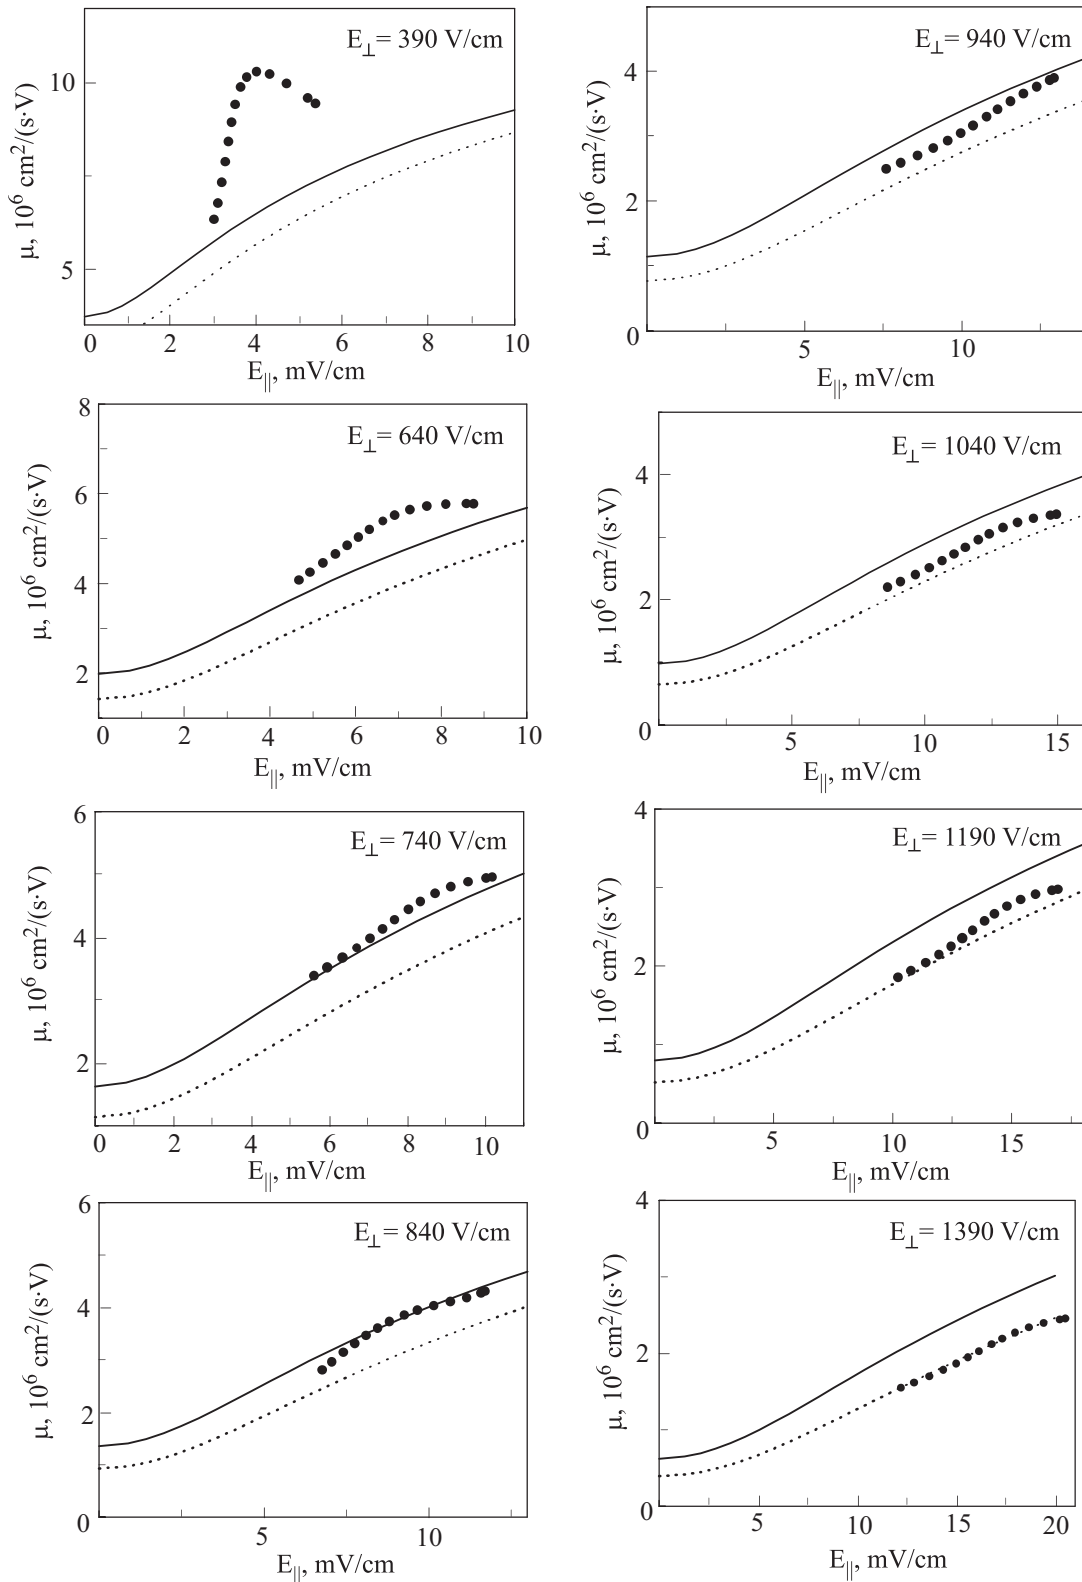 E⊥= 390 V/cm
10
5
μ, 10⁶ cm²/(s·V)
0 2 4 6 8 10
E||, mV/cm
E⊥= 940 V/cm
4
2
0
μ, 10⁶ cm²/(s·V)
5 10
E||, mV/cm
E⊥= 640 V/cm
8
6
4
2
μ, 10⁶ cm²/(s·V)
0 2 4 6 8 10
E||, mV/cm
E⊥= 1040 V/cm
4
2
0
μ, 10⁶ cm²/(s·V)
5 10 15
E||, mV/cm
E⊥= 740 V/cm
6
4
2
μ, 10⁶ cm²/(s·V)
0 2 4 6 8 10
E||, mV/cm
E⊥= 1190 V/cm
4
2
0
μ, 10⁶ cm²/(s·V)
5 10 15
E||, mV/cm
E⊥= 840 V/cm
6
4
2
0
μ, 10⁶ cm²/(s·V)
5 10
E||, mV/cm
E⊥= 1390 V/cm
4
2
0
μ, 10⁶ cm²/(s·V)
5 10 15 20
E||, mV/cm